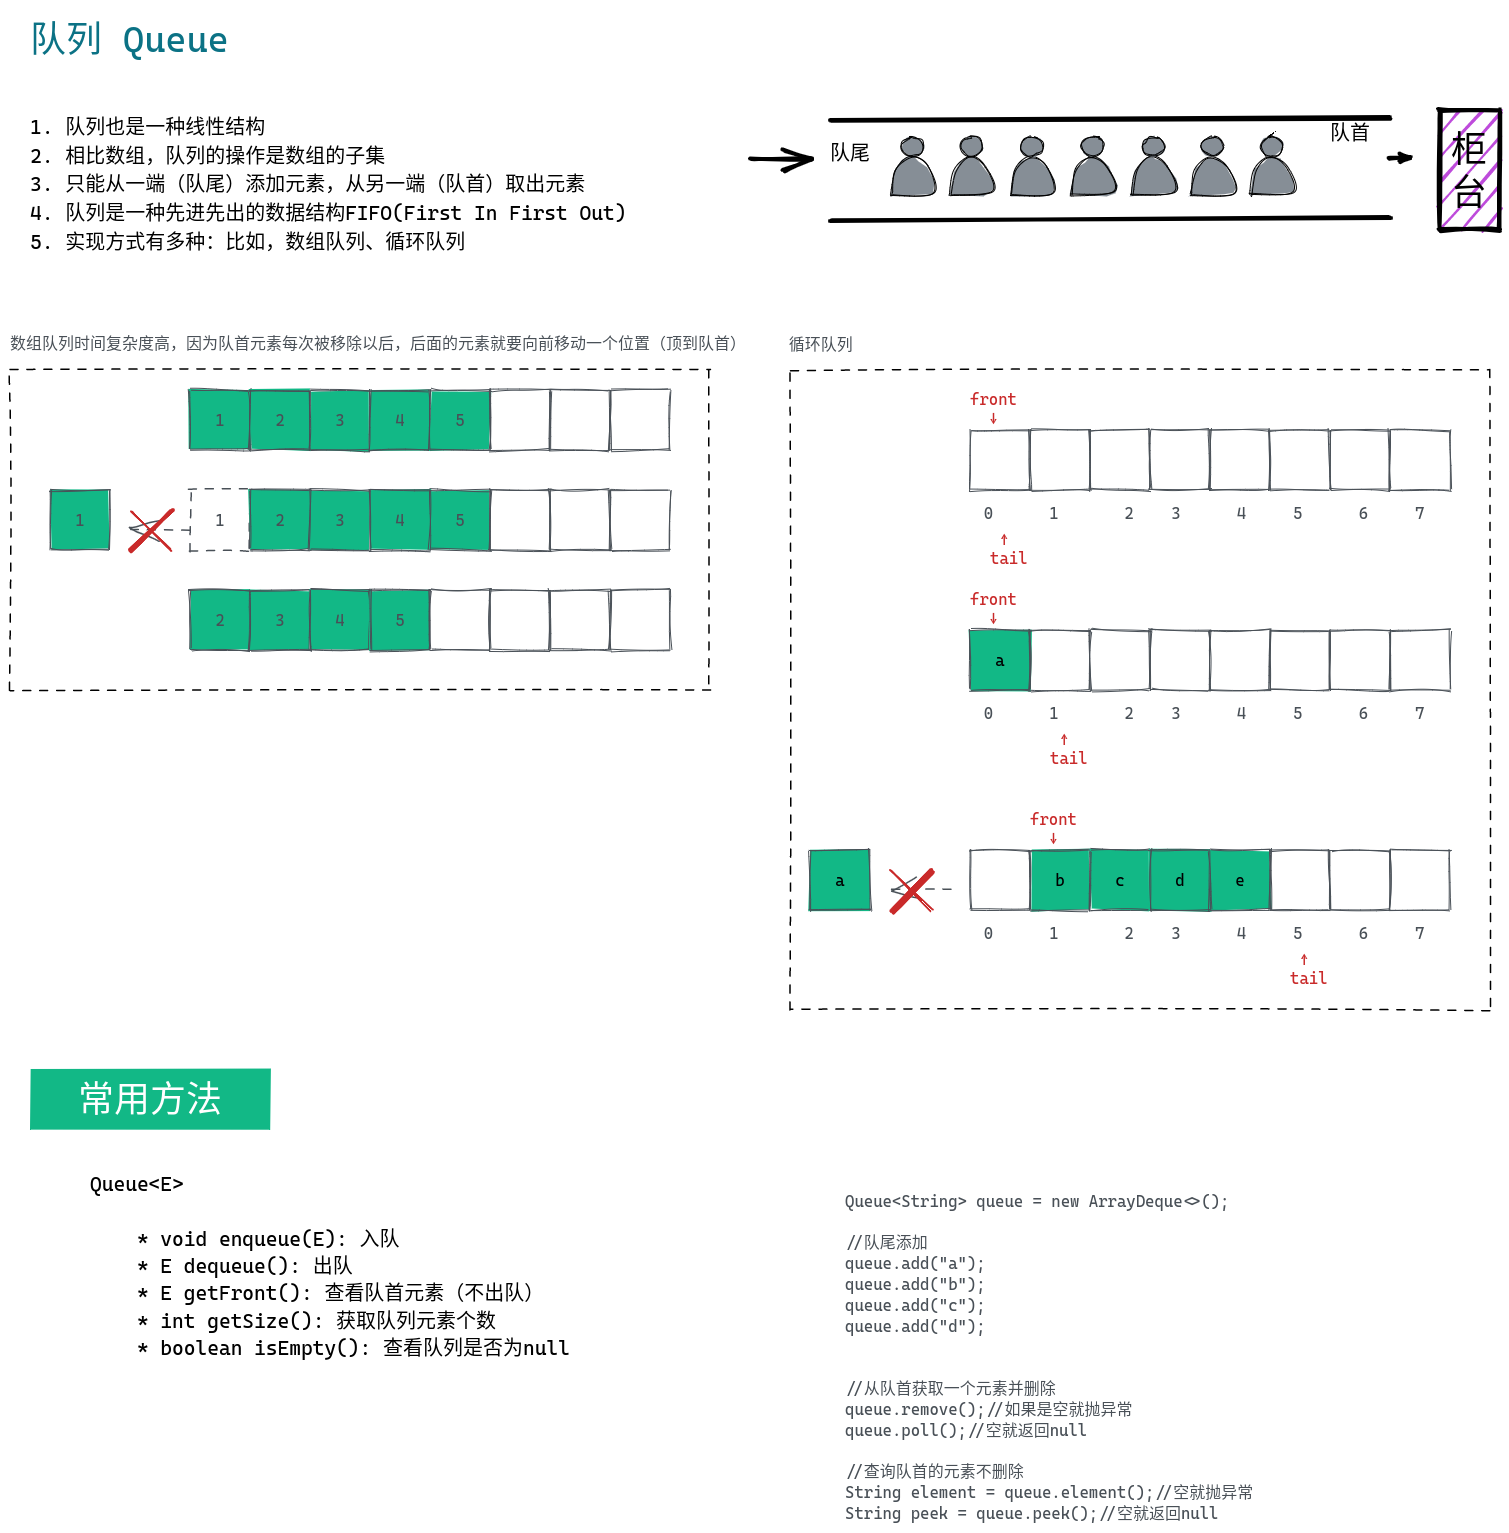 队列 Queue
1. 队列也是一种线性结构
2. 相比数组，队列的操作是数组的子集
3. 只能从一端（队尾）添加元素，从另一端（队首）取出元素
4. 队列是一种先进先出的数据结构FIFO(First In First Out)
5. 实现方式有多种：比如，数组队列、循环队列
队尾
队首
柜
台
数组队列时间复杂度高，因为队首元素每次被移除以后，后面的元素就要向前移动一个位置（顶到队首）
1 2 3 4 5
1 1 2 3 4 5
2 3 4 5
循环队列
front
↓
0 1 2 3 4 5 6 7
↑
tail
front
↓
a
0 1 2 3 4 5 6 7
↑
tail
front
↓
a b c d e
0 1 2 3 4 5 6 7
↑
tail
常用方法
Queue<E>
* void enqueue(E): 入队
* E dequeue(): 出队
* E getFront(): 查看队首元素（不出队）
* int getSize(): 获取队列元素个数
* boolean isEmpty(): 查看队列是否为null
Queue<String> queue = new ArrayDeque<>();
//队尾添加
queue.add("a");
queue.add("b");
queue.add("c");
queue.add("d");
//从队首获取一个元素并删除
queue.remove();//如果是空就抛异常
queue.poll();//空就返回null
//查询队首的元素不删除
String element = queue.element();//空就抛异常
String peek = queue.peek();//空就返回null